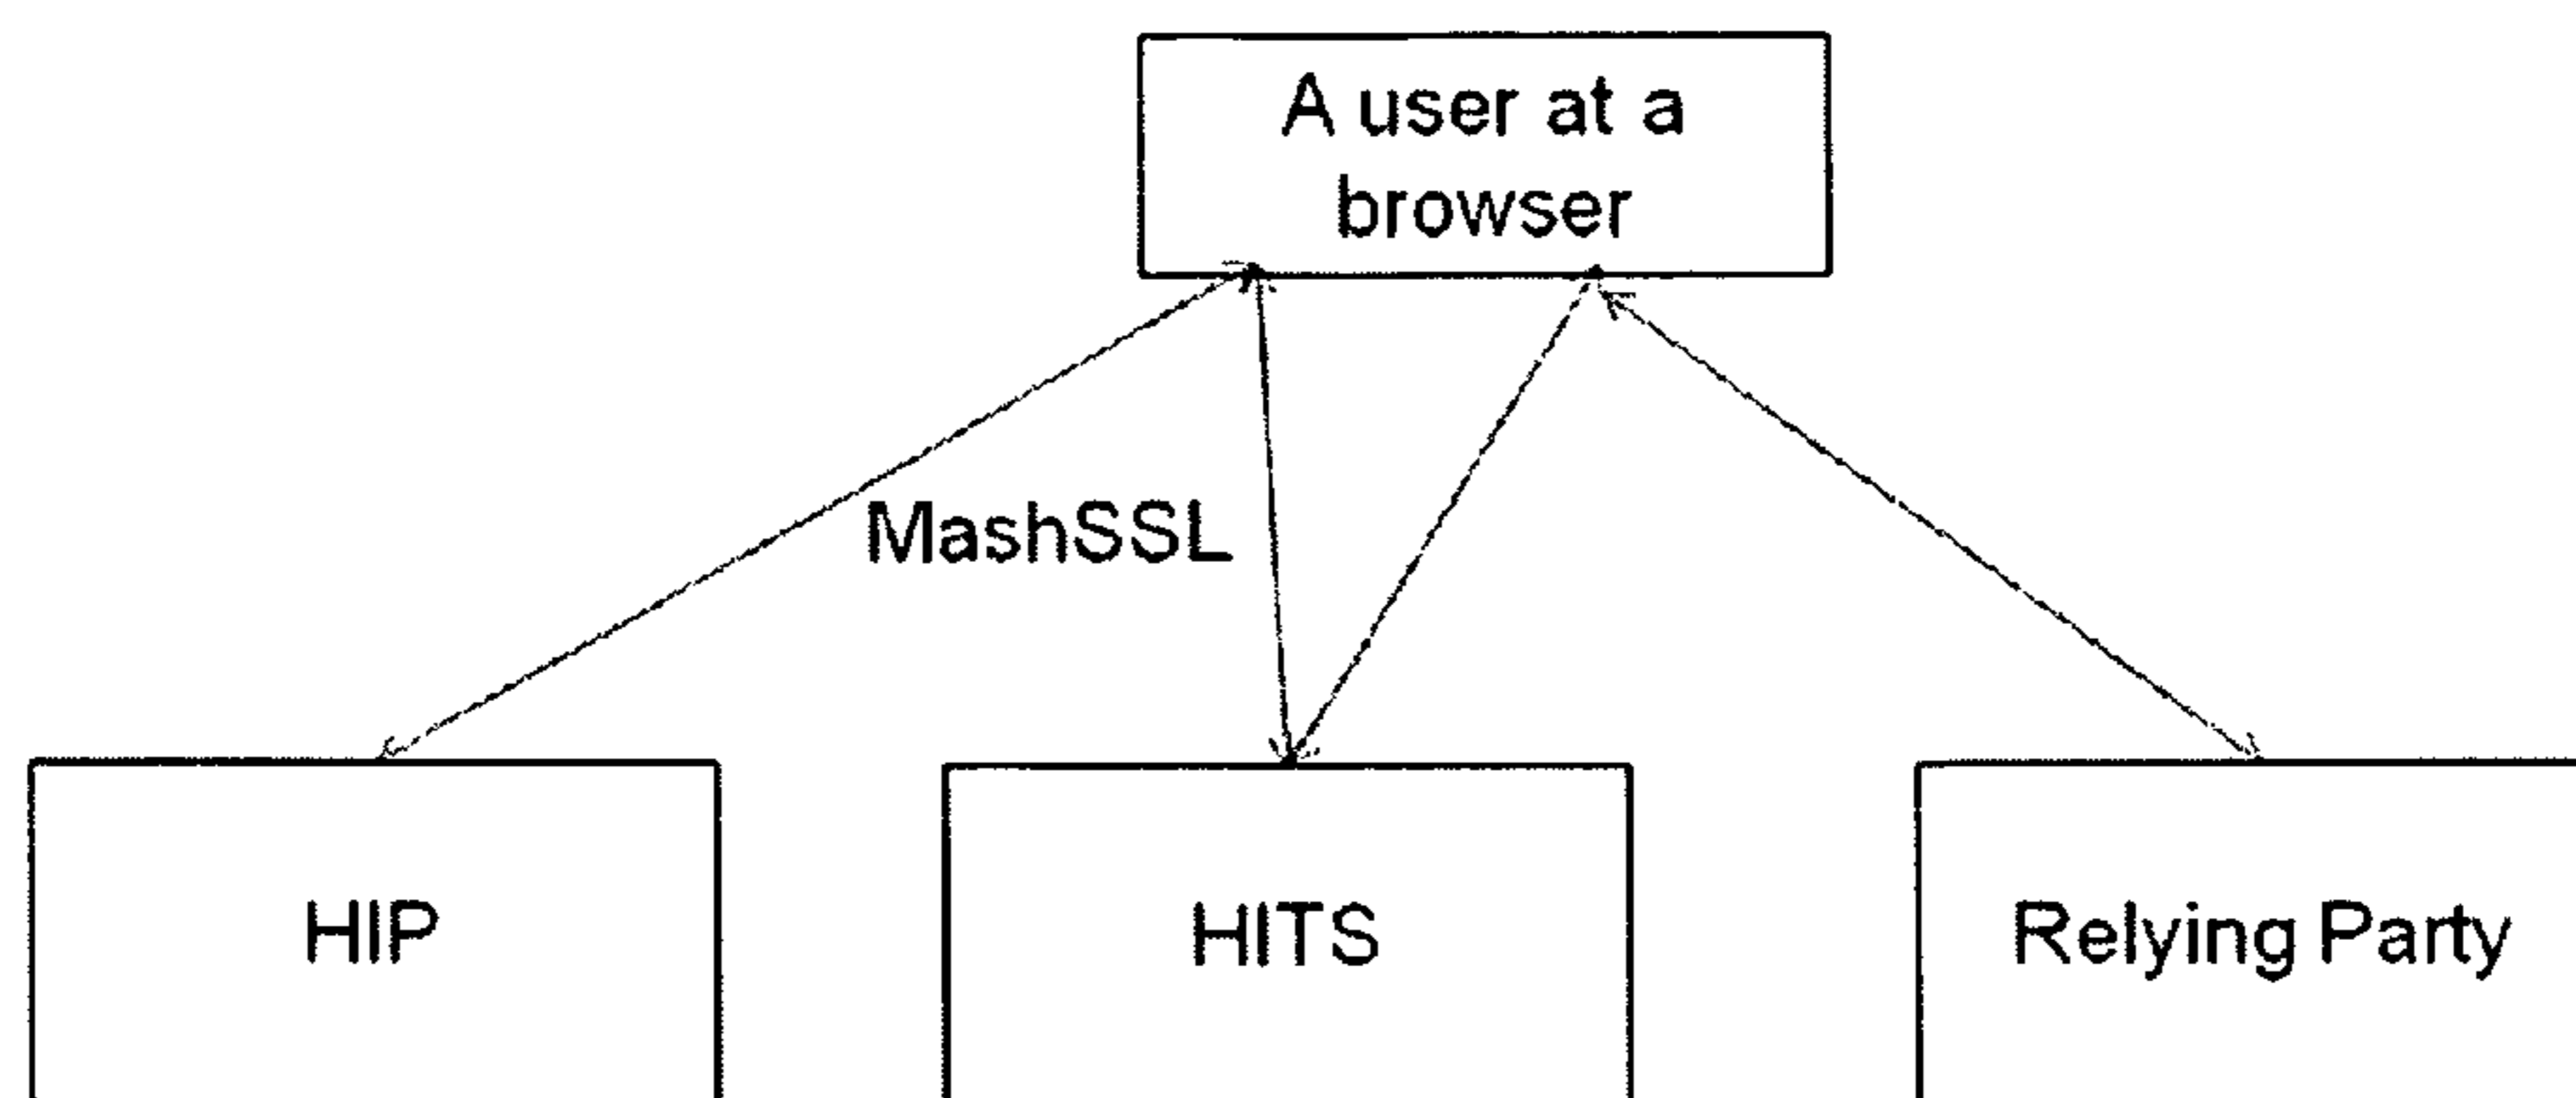 A user at a
browser
MashSSL
HIP
HITS
Relying Party